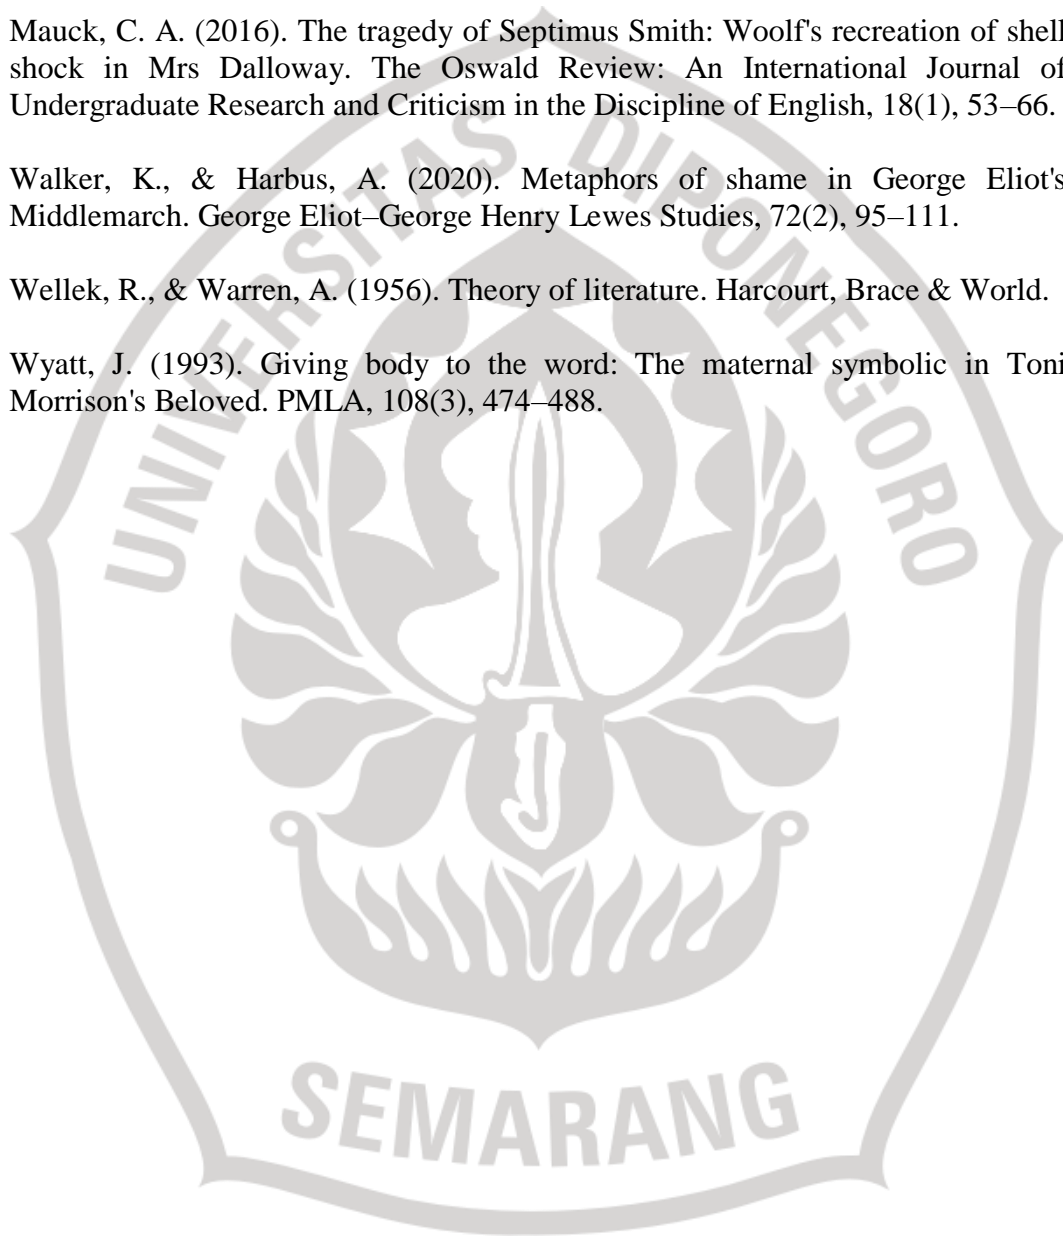 Mauck, C. A. (2016). The tragedy of Septimus Smith: Woolf's recreation of shell
shock in Mrs Dalloway. The Oswald Review: An International Journal of
Undergraduate Research and Criticism in the Discipline of English, 18(1), 53–66.
Walker, K., & Harbus, A. (2020). Metaphors of shame in George Eliot's
Middlemarch. George Eliot–George Henry Lewes Studies, 72(2), 95–111.
Wellek, R., & Warren, A. (1956). Theory of literature. Harcourt, Brace & World.
Wyatt, J. (1993). Giving body to the word: The maternal symbolic in Toni
Morrison's Beloved. PMLA, 108(3), 474–488.
UNIVERSITAS DIPONEGORO
SEMARANG